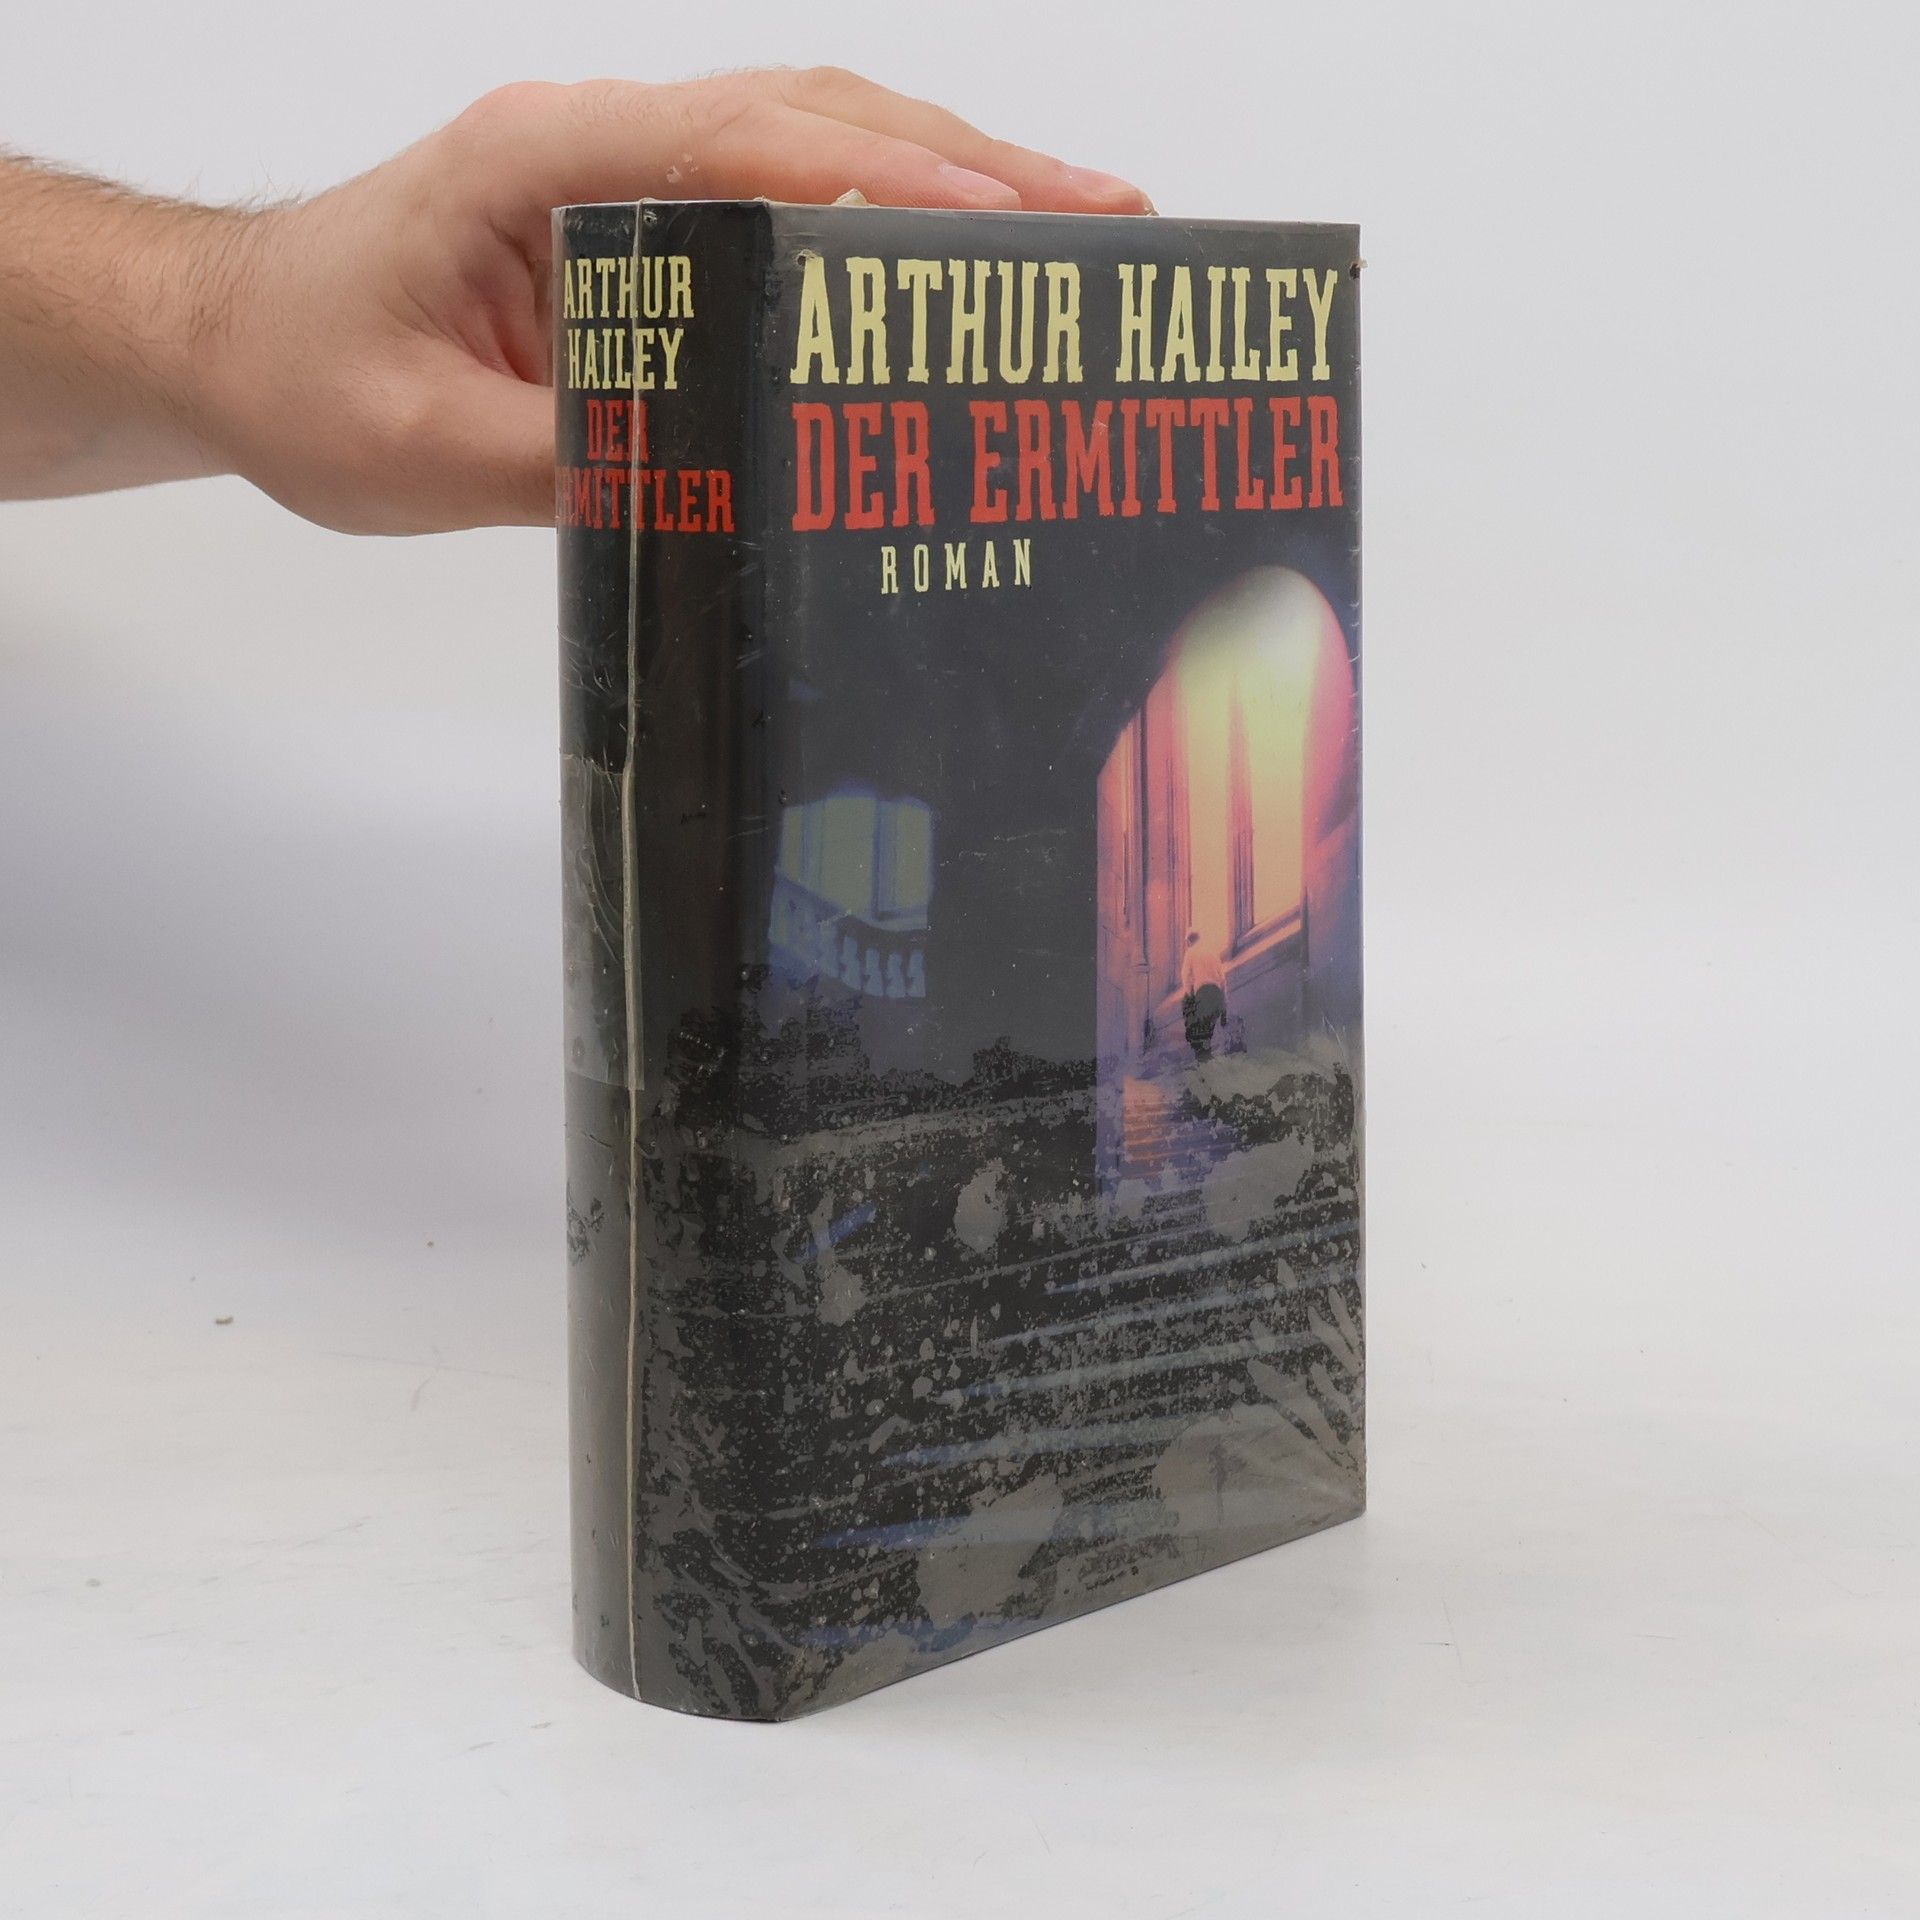 ARTHUR
HAILEY
DER
ERMITTLER
ARTHUR HAILEY
DER ERMITTLER
ROMAN